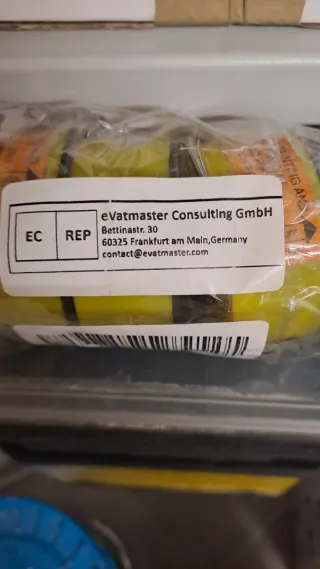 EC REP
eVatmaster Consulting GmbH
Bettinastr. 30
60325 Frankfurt am Main,Germany
contact@evatmaster.com